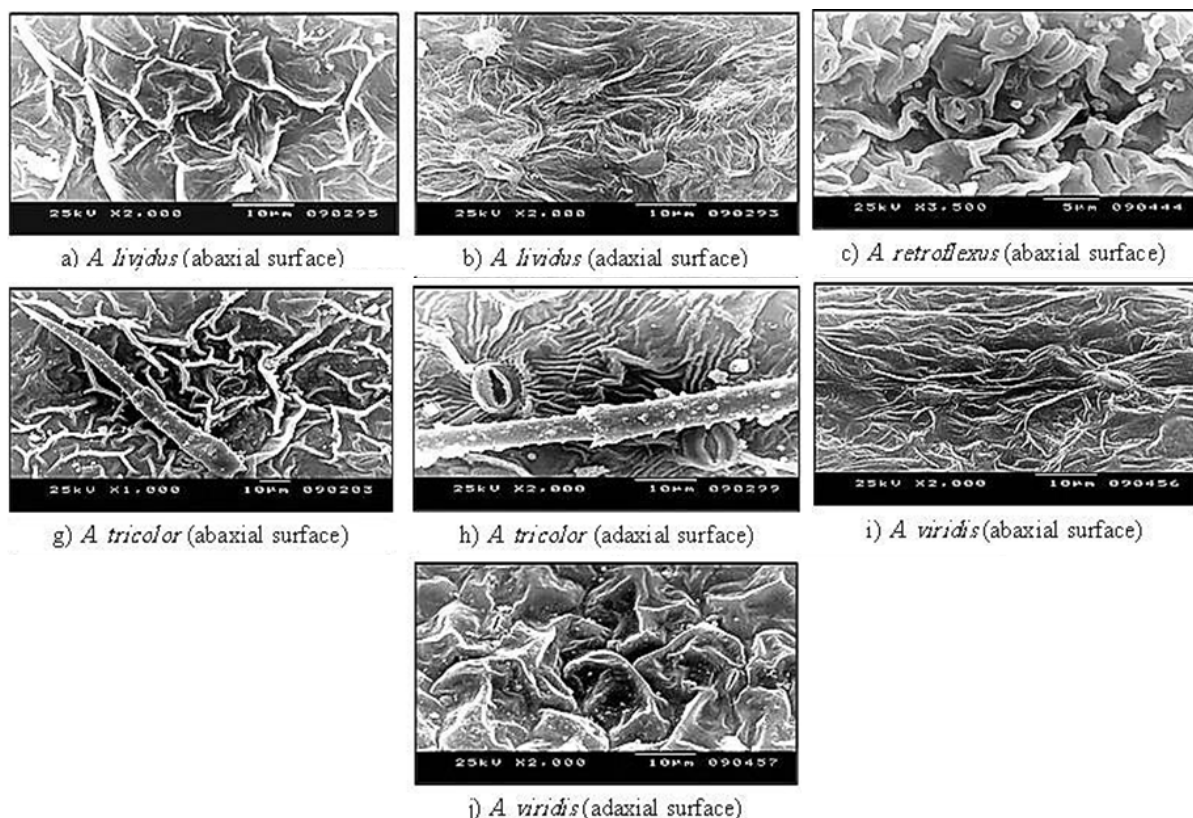 25kV X2,000 10µm 090295
25kV X2,000 10µm 090293
25kV X3,500 5µm 090444
a) A lividus (abaxial surface)
b) A lividus (adaxial surface)
c) A retroflexus (abaxial surface)
25kV X1,000 10µm 090203
25kV X2,000 10µm 090299
25kV X2,000 10µm 090456
g) A tricolor (abaxial surface)
h) A tricolor (adaxial surface)
i) A viridis (abaxial surface)
25kV X2,000 10µm 090457
j) A viridis (adaxial surface)